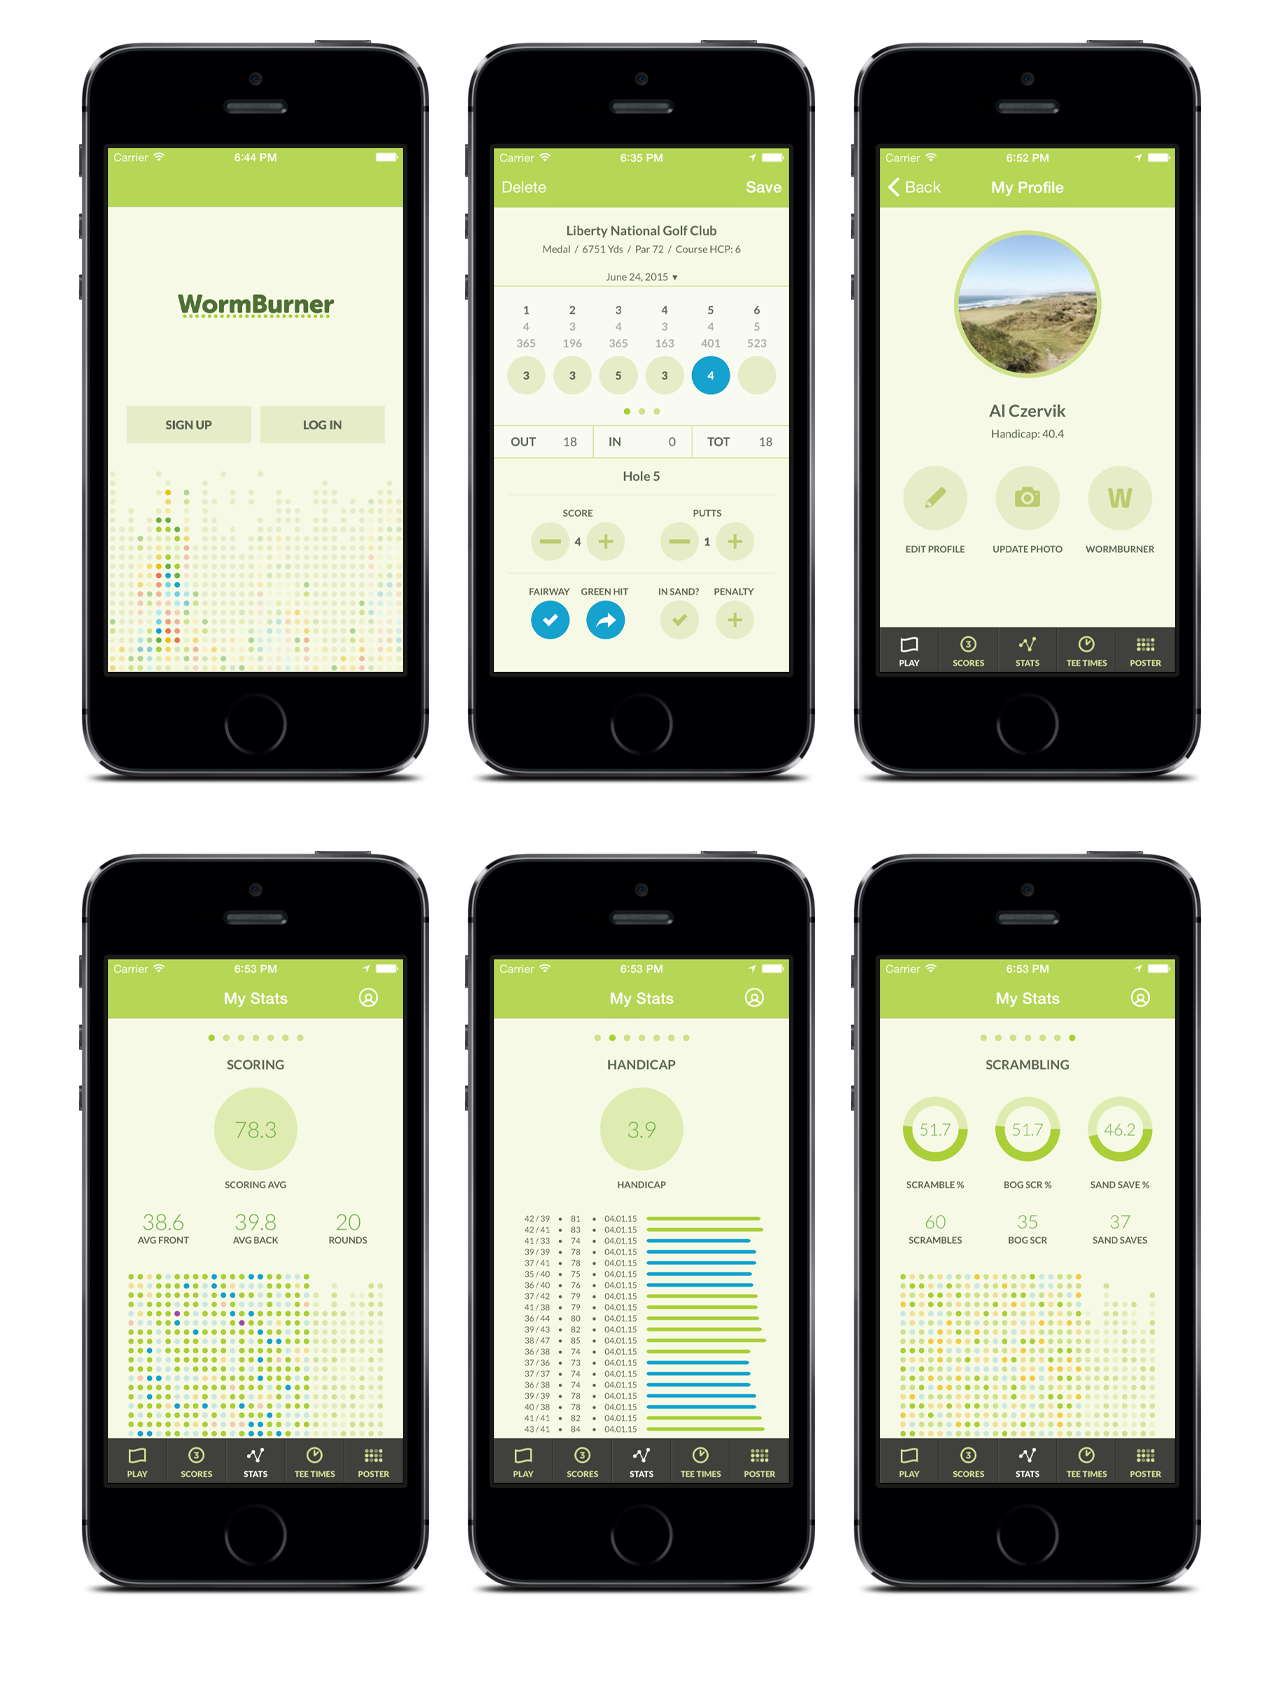 Carrier 6:44 PM
WormBurner
SIGN UP LOG IN
Carrier 6:35 PM
Delete Save
Liberty National Golf Club
Medal / 6751 Yds / Par 72 / Course HCP: 6
June 24, 2015 ▾
1 2 3 4 5 6
4 3 4 3 4 5
365 196 365 163 401 523
3 3 5 3 4
OUT 18 IN 0 TOT 18
Hole 5
SCORE PUTTS
4 1
FAIRWAY GREEN HIT IN SAND? PENALTY
Carrier 6:52 PM
Back My Profile
Al Czervik
Handicap: 40.4
W
EDIT PROFILE UPDATE PHOTO WORMBURNER
3
PLAY SCORES STATS TEE TIMES POSTER
Carrier 6:53 PM
My Stats
SCORING
78.3
SCORING AVG
38.6 39.8 20
AVG FRONT AVG BACK ROUNDS
3
PLAY SCORES STATS TEE TIMES POSTER
Carrier 6:53 PM
My Stats
HANDICAP
3.9
HANDICAP
42 / 39 • 81 • 04.01.15
42 / 41 • 83 • 04.01.15
41 / 33 • 74 • 04.01.15
39 / 39 • 78 • 04.01.15
37 / 41 • 78 • 04.01.15
35 / 40 • 75 • 04.01.15
36 / 40 • 76 • 04.01.15
37 / 42 • 79 • 04.01.15
41 / 38 • 79 • 04.01.15
36 / 44 • 80 • 04.01.15
39 / 43 • 82 • 04.01.15
38 / 47 • 85 • 04.01.15
36 / 38 • 74 • 04.01.15
37 / 36 • 73 • 04.01.15
37 / 37 • 74 • 04.01.15
36 / 38 • 74 • 04.01.15
39 / 39 • 78 • 04.01.15
40 / 38 • 78 • 04.01.15
41 / 41 • 82 • 04.01.15
43 / 41 • 84 • 04.01.15
3
PLAY SCORES STATS TEE TIMES POSTER
Carrier 6:53 PM
My Stats
SCRAMBLING
51.7 51.7 46.2
SCRAMBLE % BOG SCR % SAND SAVE %
60 35 37
SCRAMBLES BOG SCR SAND SAVES
3
PLAY SCORES STATS TEE TIMES POSTER